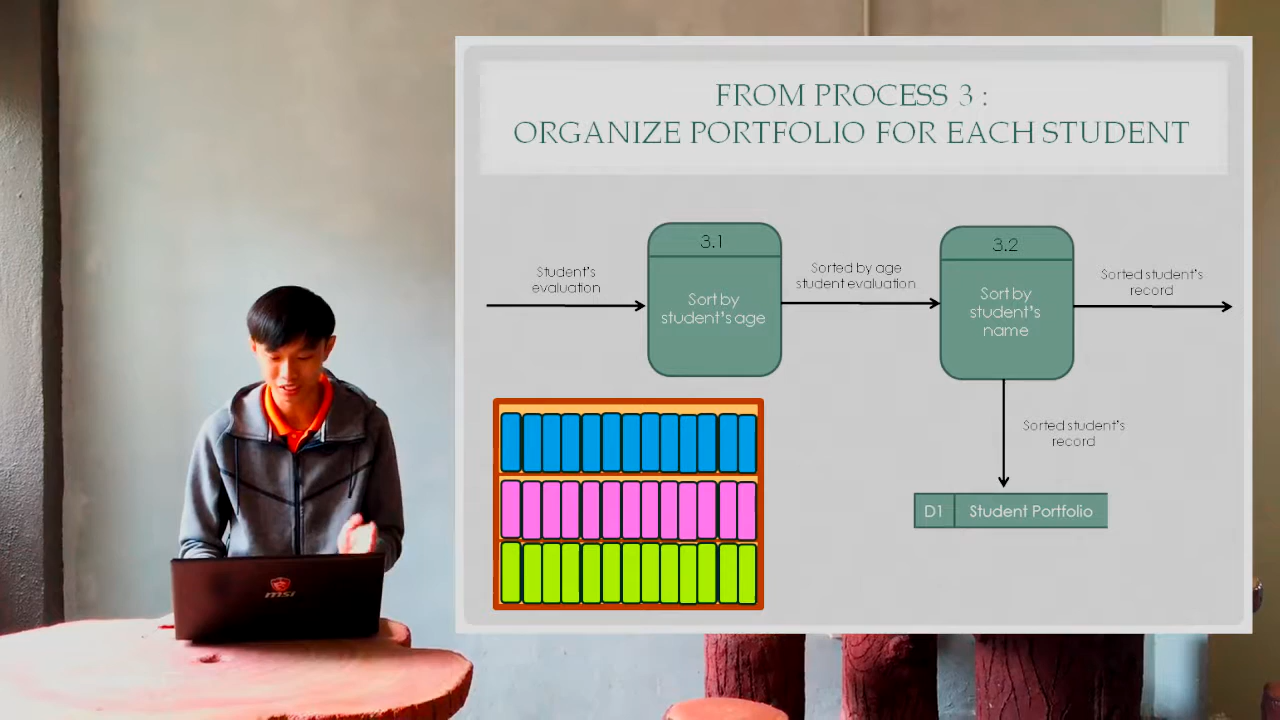 FROM PROCESS 3 :
ORGANIZE PORTFOLIO FOR EACH STUDENT
Student's
evaluation
3.1
Sort by
student's age
Sorted by age
student evaluation
3.2
Sort by
student's
name
Sorted student's
record
Sorted student's
record
D1 Student Portfolio
msi